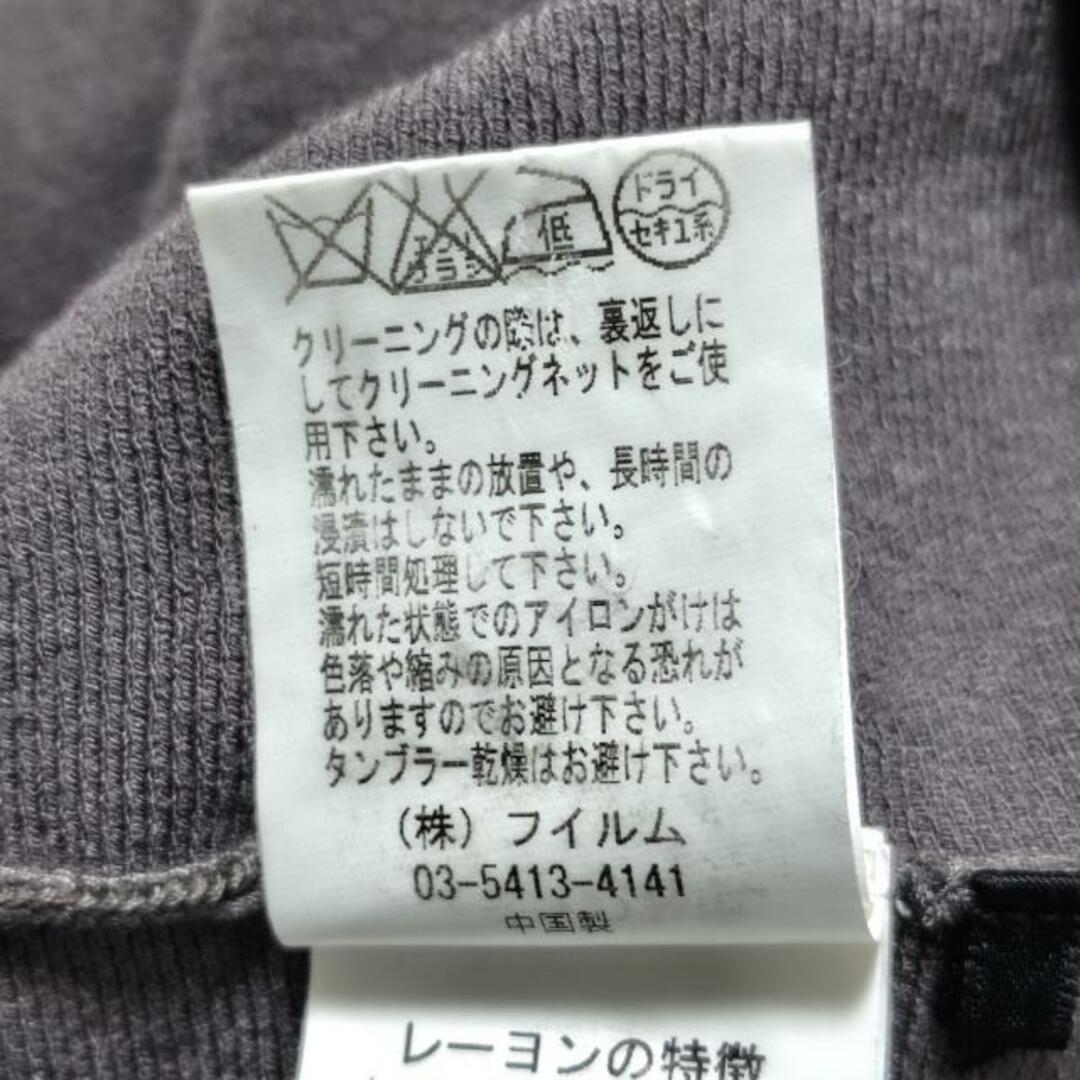 エンソ
サラシ
低
ドライ
セキユ系
クリーニングの際は、裏返しに
してクリーニングネットをご使
用下さい。
濡れたままの放置や、長時間の
浸漬はしないで下さい。
短時間処理して下さい。
濡れた状態でのアイロンがけは
色落や縮みの原因となる恐れが
ありますのでお避け下さい。
タンブラー乾燥はお避け下さい。
(株) フイルム
03-5413-4141
中国製
レーヨンの特徴